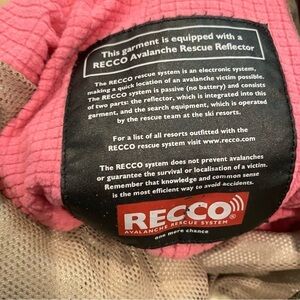 This garment is equipped with a
RECCO Avalanche Rescue Reflector
The RECCO rescue system is an electronic system,
making a quick location of an avalanche victim possible.
The RECCO system is passive (no battery) and consists
of two parts: the reflector, which is integrated into this
garment, and the search equipment, which is operated
by the rescue team at the ski resorts.
For a list of all resorts outfitted with the
RECCO rescue system visit www.recco.com
The RECCO system does not prevent avalanches
or guarantee the survival or localisation of a victim.
Remember that knowledge and common sense
is the most efficient way to avoid accidents.
RECCO
AVALANCHE RESCUE SYSTEM
one more chance